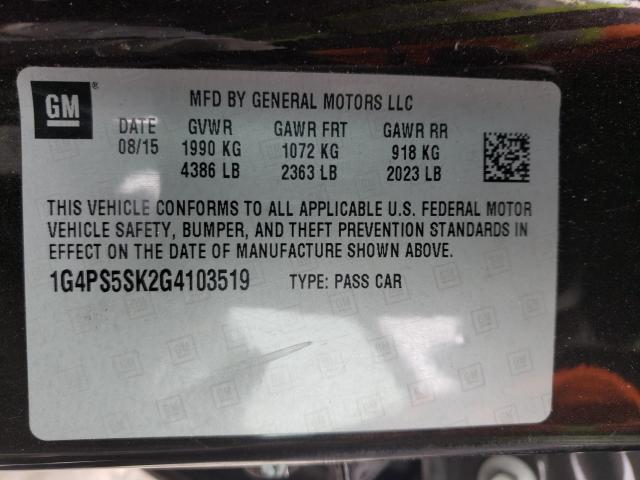 GM
®
MFD BY GENERAL MOTORS LLC
DATE GVWR GAWR FRT GAWR RR
08/15 1990 KG 1072 KG 918 KG
4386 LB 2363 LB 2023 LB
THIS VEHICLE CONFORMS TO ALL APPLICABLE U.S. FEDERAL MOTOR
VEHICLE SAFETY, BUMPER, AND THEFT PREVENTION STANDARDS IN
EFFECT ON THE DATE OF MANUFACTURE SHOWN ABOVE.
1G4PS5SK2G4103519 TYPE: PASS CAR